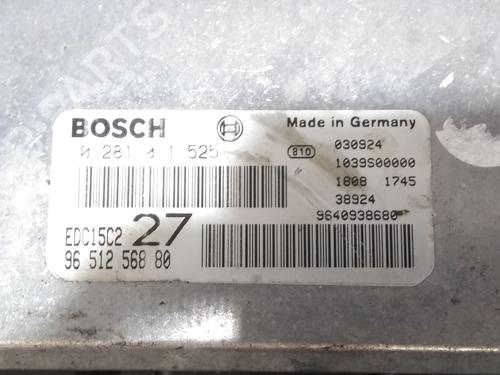 BOSCH
Made in Germany
0 281 0 1 525
810
030924
1039S00000
1808 1745
38924
9640938680
EDC15C2 27
96 512 568 80
PARTS